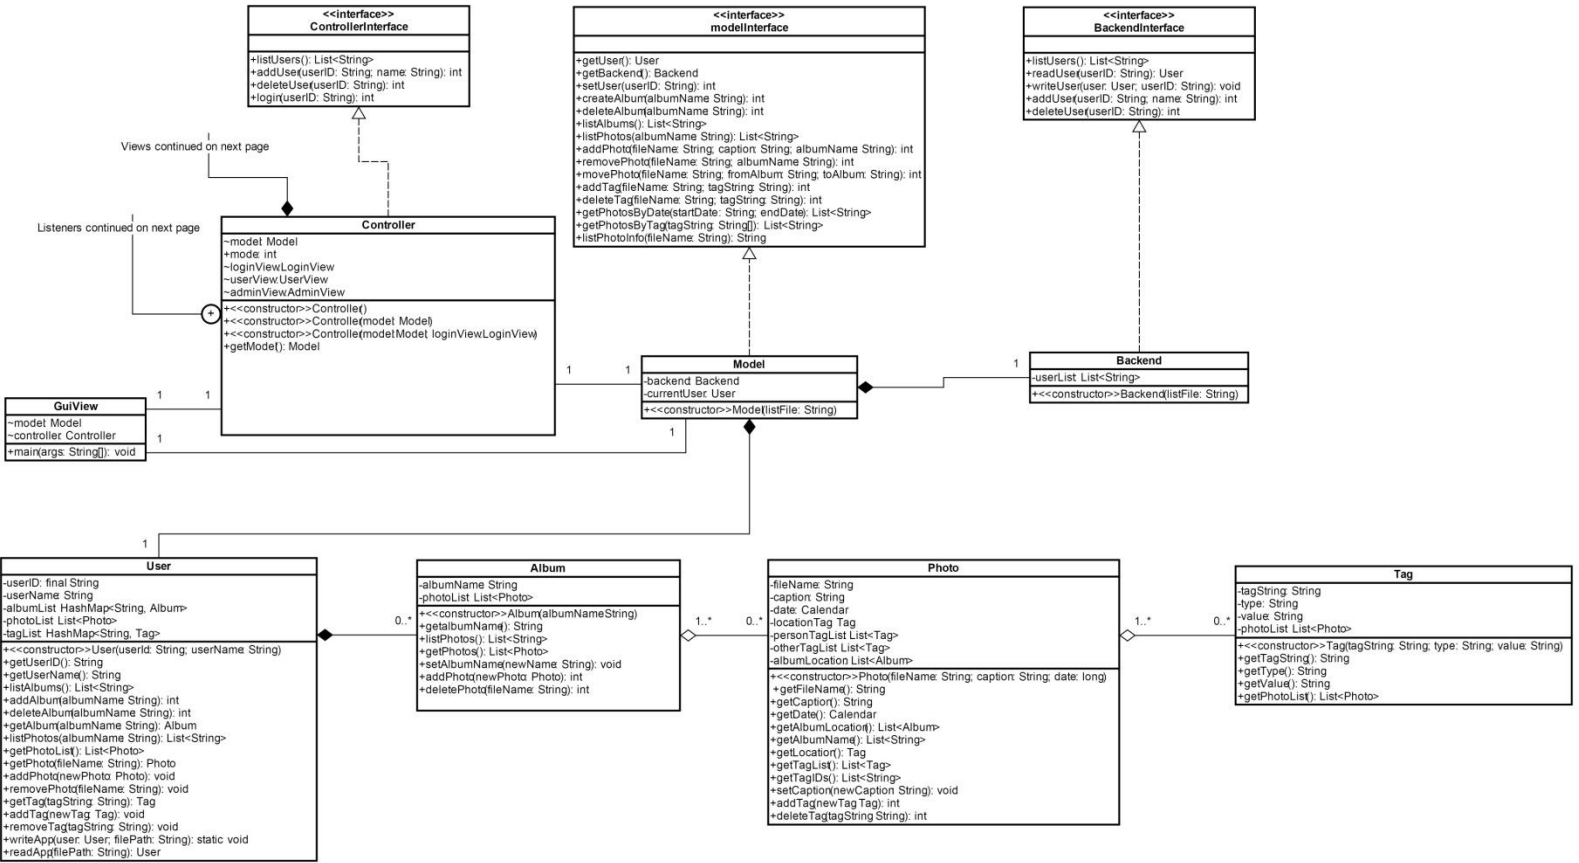 <<interface>>
ControllerInterface
+listUsers(): List<String>
+addUser(userID: String; name: String): int
+deleteUser(userID: String): int
+login(userID: String): int
<<interface>>
modelInterface
+getUser(): User
+getBackend(): Backend
+setUser(userID: String): int
+createAlbum(albumName: String): int
+deleteAlbum(albumName: String): int
+listAlbums(): List<String>
+listPhotos(albumName: String): List<String>
+addPhoto(fileName: String; caption: String; albumName: String): int
+removePhoto(fileName: String; albumName: String): int
+movePhoto(fileName: String; fromAlbum: String; toAlbum: String): int
+addTag(fileName: String; tagString: String): int
+deleteTag(fileName: String; tagString: String): int
+getPhotosByDate(startDate: String; endDate): List<String>
+getPhotosByTag(tagString: String[]): List<String>
+listPhotoInfo(fileName: String): String
<<interface>>
BackendInterface
+listUsers(): List<String>
+readUser(userID: String): User
+writeUser(user: User; userID: String): void
+addUser(userID: String; name: String): int
+deleteUser(userID: String): int
Views continued on next page
Listeners continued on next page
Controller
~model: Model
+mode: int
~loginView:LoginView
~userView:UserView
~adminView:AdminView
+<<constructor>>Controller()
+<<constructor>>Controller(model: Model)
+<<constructor>>Controller(model:Model; loginView:LoginView)
+getModel(): Model
+
1
1
Model
-backend: Backend
-currentUser: User
+<<constructor>>Model(listFile: String)
1
Backend
-userList: List<String>
+<<constructor>>Backend(listFile: String)
1
1
GuiView
~model: Model
~controller: Controller
+main(args: String[]): void
1
1
1
User
-userID: final String
-userName: String
-albumList: HashMap<String, Album>
-photoList: List<Photo>
-tagList: HashMap<String, Tag>
+<<constructor>>User(userId: String; userName: String)
+getUserID(): String
+getUserName(): String
+listAlbums(): List<String>
+addAlbum(albumName: String): int
+deleteAlbum(albumName: String): int
+getAlbum(albumName: String): Album
+listPhotos(albumName: String): List<String>
+getPhotoList(): List<Photo>
+getPhoto(fileName: String): Photo
+addPhoto(newPhoto: Photo): void
+removePhoto(fileName: String): void
+getTag(tagString: String): Tag
+addTag(newTag: Tag): void
+removeTag(tagString: String): void
+writeApp(user: User; filePath: String): static void
+readApp(filePath: String): User
0..*
Album
-albumName: String
-photoList: List<Photo>
+<<constructor>>Album(albumName:String)
+getalbumName(): String
+listPhotos(): List<String>
+getPhotos(): List<Photo>
+setAlbumName(newName: String): void
+addPhoto(newPhoto: Photo): int
+deletePhoto(fileName: String): int
1..*
0..*
Photo
-fileName: String
-caption: String
-date: Calendar
-locationTag: Tag
-personTagList: List<Tag>
-otherTagList: List<Tag>
-albumLocation: List<Album>
+<<constructor>>Photo(fileName: String; caption: String; date: long)
+getFileName(): String
+getCaption(): String
+getDate(): Calendar
+getAlbumLocation(): List<Album>
+getAlbumName(): List<String>
+getLocation(): Tag
+getTagList(): List<Tag>
+getTagIDs(): List<String>
+setCaption(newCaption: String): void
+addTag(newTag: Tag): int
+deleteTag(tagString: String): int
1..*
0..*
Tag
-tagString: String
-type: String
-value: String
-photoList: List<Photo>
+<<constructor>>Tag(tagString: String; type: String; value: String)
+getTagString(): String
+getType(): String
+getValue(): String
+getPhotoList(): List<Photo>